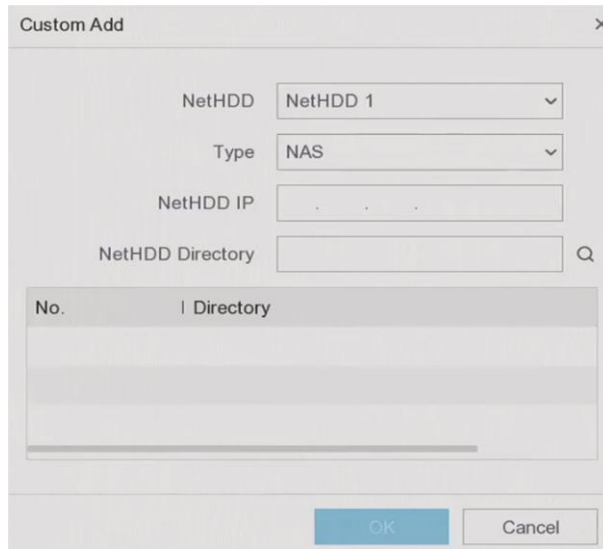 Custom Add
NetHDD NetHDD 1
Type NAS
NetHDD IP . . .
NetHDD Directory
No. Directory
OK Cancel